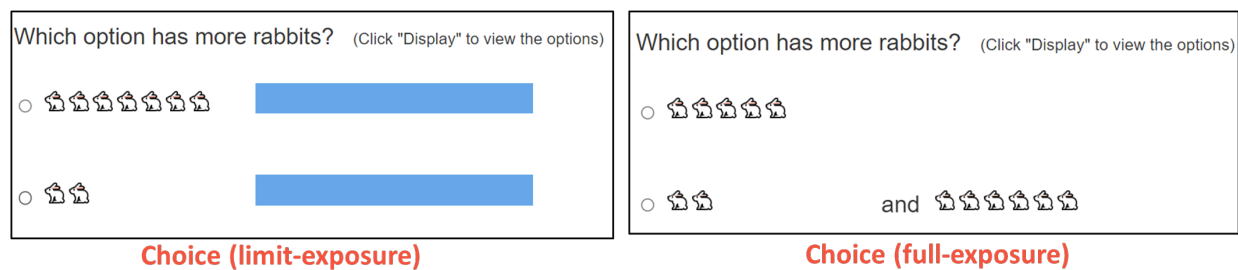 Which option has more rabbits? (Click "Display" to view the options)
Choice (limit-exposure)
Which option has more rabbits? (Click "Display" to view the options)
and
Choice (full-exposure)